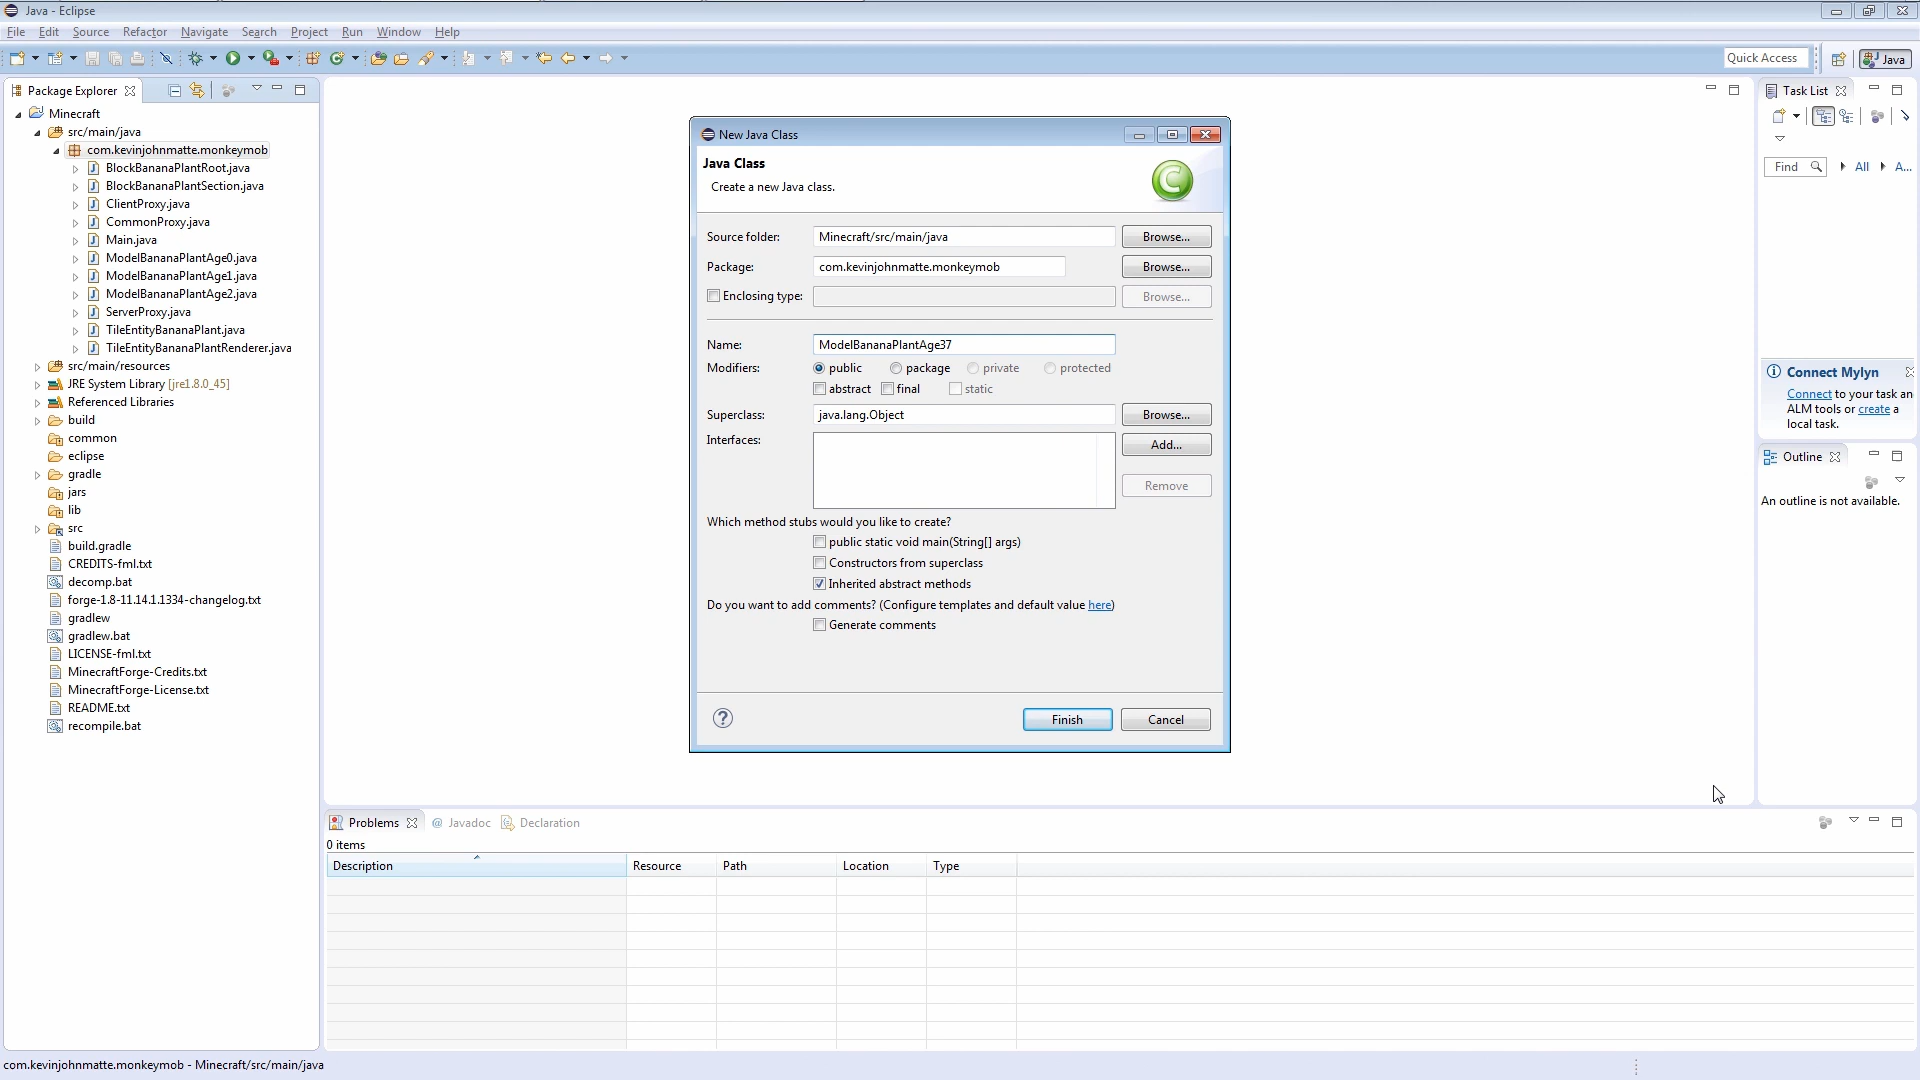 Java - Eclipse
File Edit Source Refactor Navigate Search Project Run Window Help
Quick Access
Java
Package Explorer
Minecraft
src/main/java
com.kevinjohnmatte.monkeymob
BlockBananaPlantRoot.java
BlockBananaPlantSection.java
ClientProxy.java
CommonProxy.java
Main.java
ModelBananaPlantAge0.java
ModelBananaPlantAge1.java
ModelBananaPlantAge2.java
ServerProxy.java
TileEntityBananaPlant.java
TileEntityBananaPlantRenderer.java
src/main/resources
JRE System Library [jre1.8.0_45]
Referenced Libraries
build
common
eclipse
gradle
jars
lib
src
build.gradle
CREDITS-fml.txt
decomp.bat
forge-1.8-11.14.1.1334-changelog.txt
gradlew
gradlew.bat
LICENSE-fml.txt
MinecraftForge-Credits.txt
MinecraftForge-License.txt
README.txt
recompile.bat
New Java Class
Java Class
Create a new Java class.
C
Source folder: Minecraft/src/main/java Browse...
Package: com.kevinjohnmatte.monkeymob Browse...
Enclosing type: Browse...
Name: ModelBananaPlantAge37
Modifiers: public package private protected
abstract final static
Superclass: java.lang.Object Browse...
Interfaces: Add...
Remove
Which method stubs would you like to create?
public static void main(String[] args)
Constructors from superclass
Inherited abstract methods
Do you want to add comments? (Configure templates and default value here)
Generate comments
? Finish Cancel
Task List
Find All A...
Connect Mylyn
Connect to your task an
ALM tools or create a
local task.
Outline
An outline is not available.
Problems @ Javadoc Declaration
0 items
Description Resource Path Location Type
com.kevinjohnmatte.monkeymob - Minecraft/src/main/java